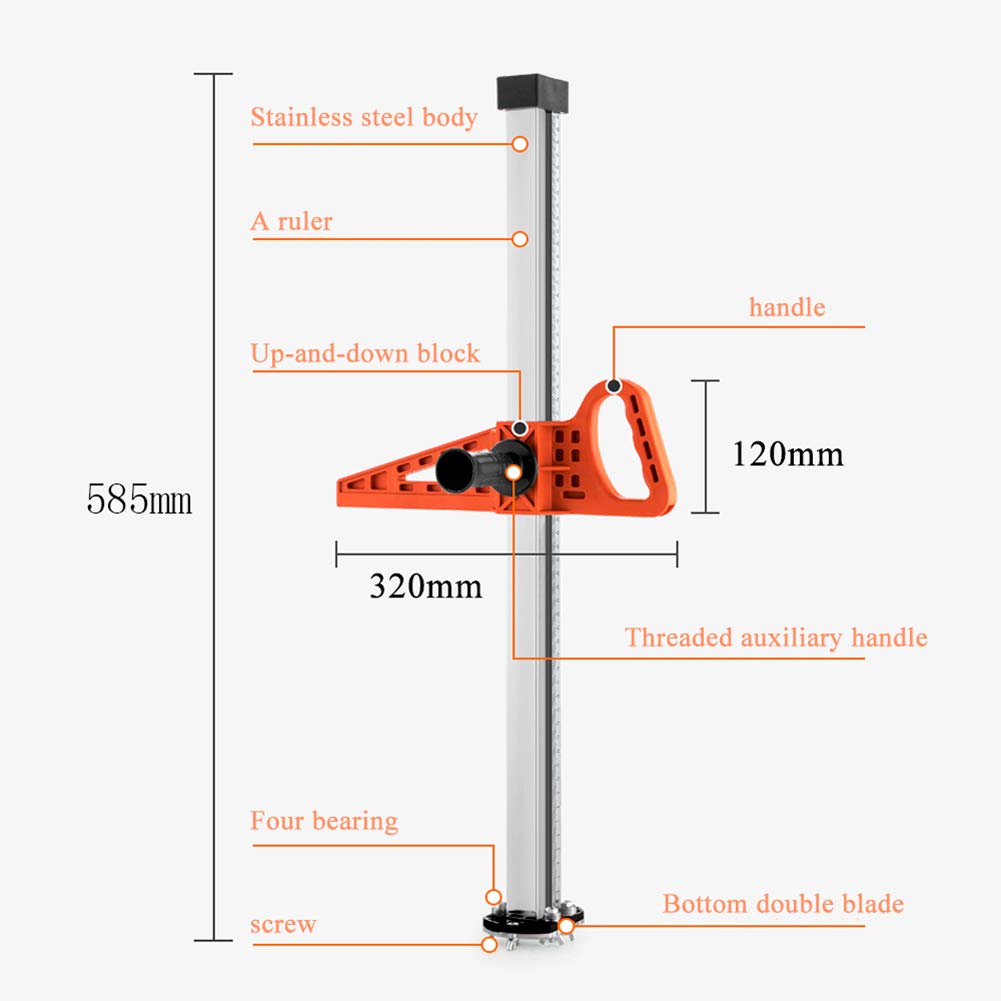 Stainless steel body
A ruler
handle
Up-and-down block
120mm
585mm
320mm
Threaded auxiliary handle
Four bearing
Bottom double blade
screw